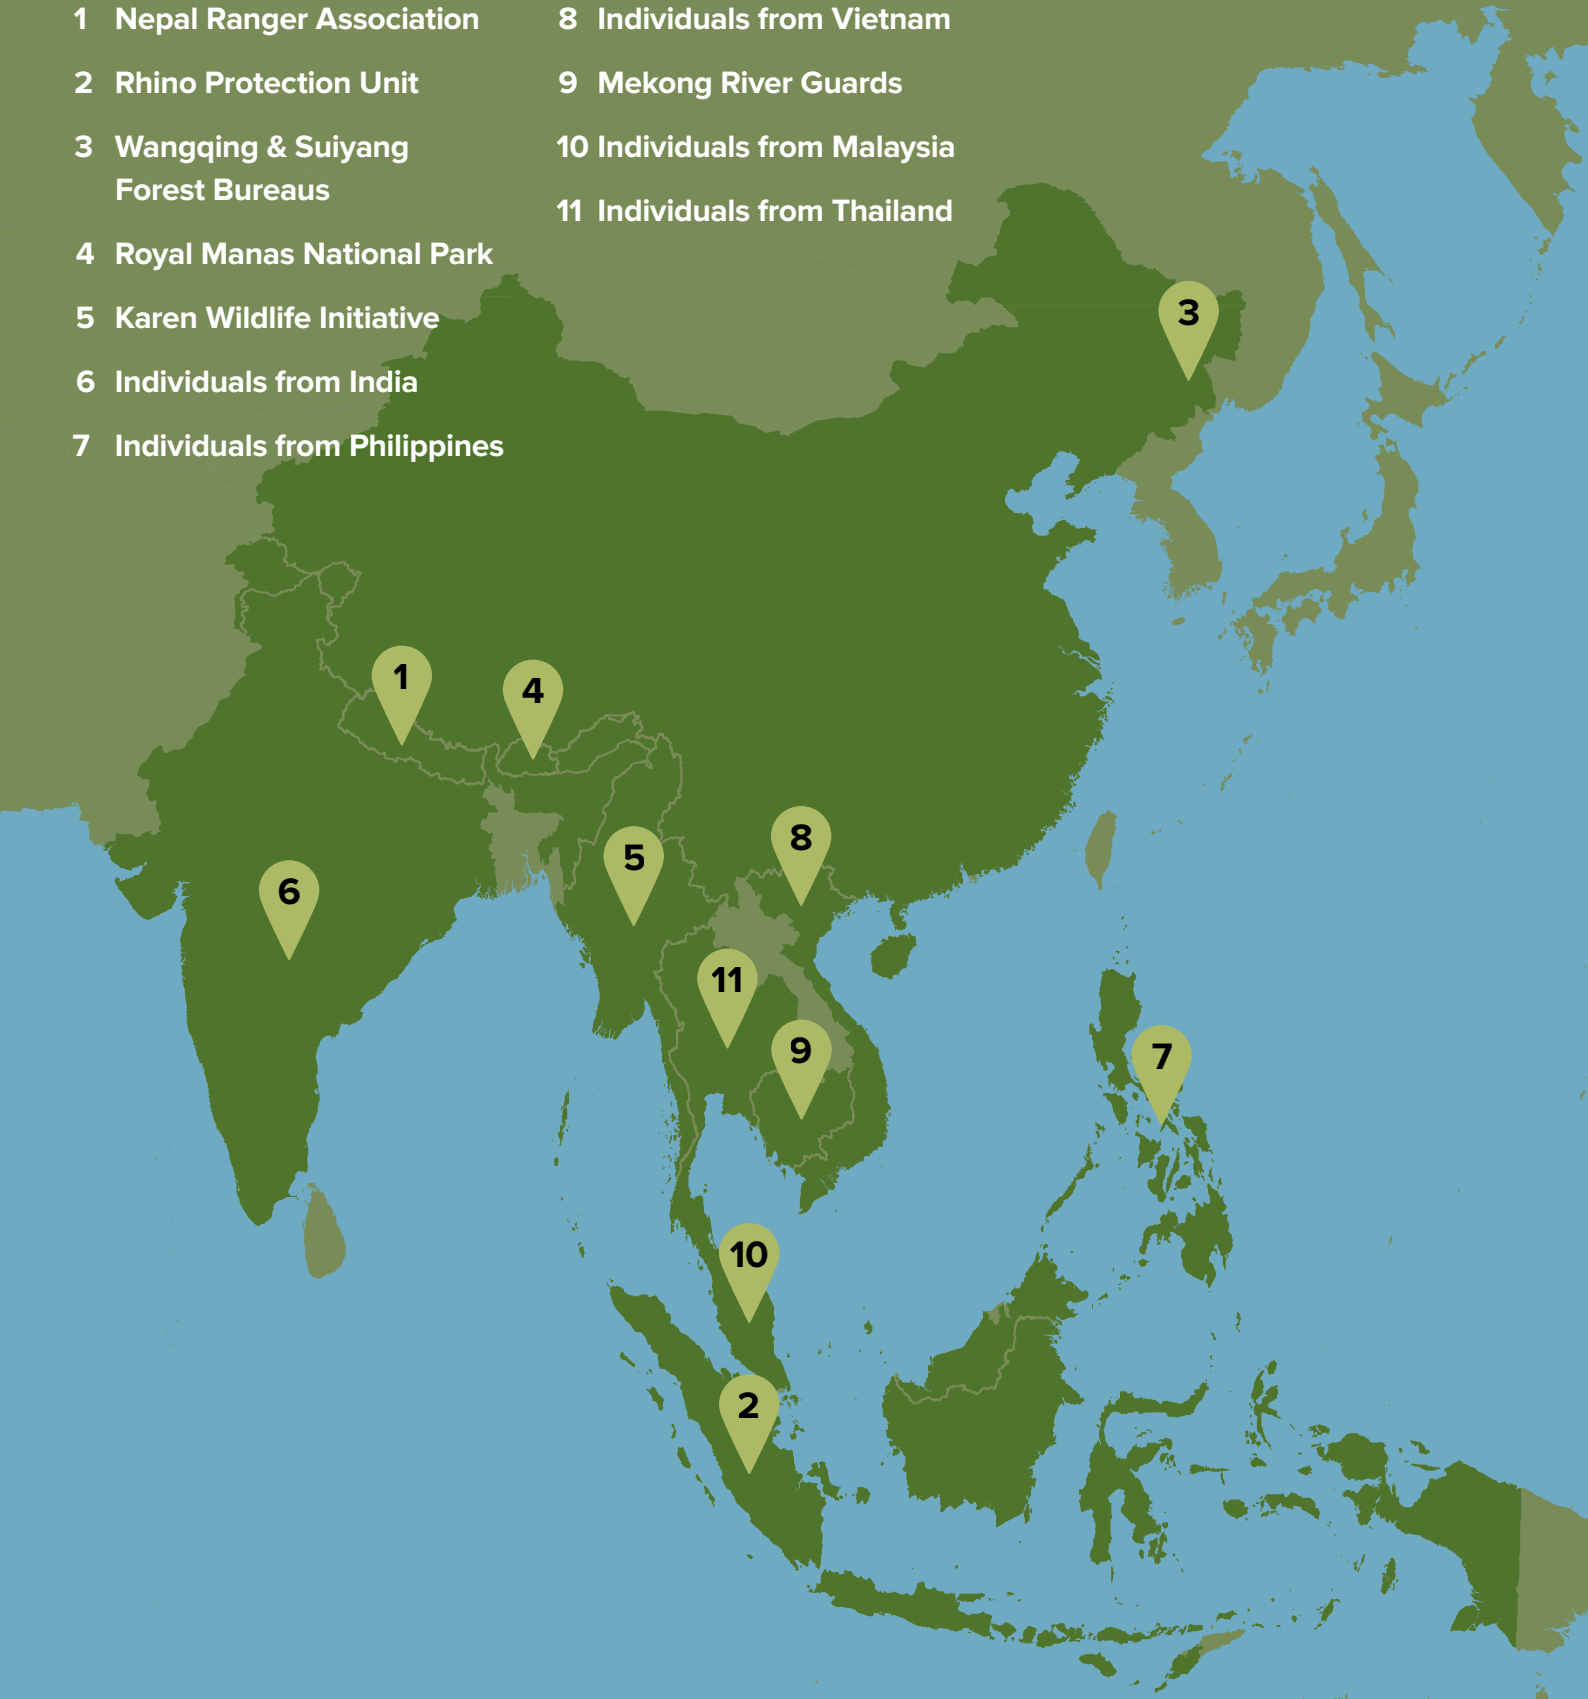 1 Nepal Ranger Association
2 Rhino Protection Unit
3 Wangqing & Suiyang
Forest Bureaus
4 Royal Manas National Park
5 Karen Wildlife Initiative
6 Individuals from India
7 Individuals from Philippines
8 Individuals from Vietnam
9 Mekong River Guards
10 Individuals from Malaysia
11 Individuals from Thailand
3
1
4
8
5
6
11
9
7
10
2